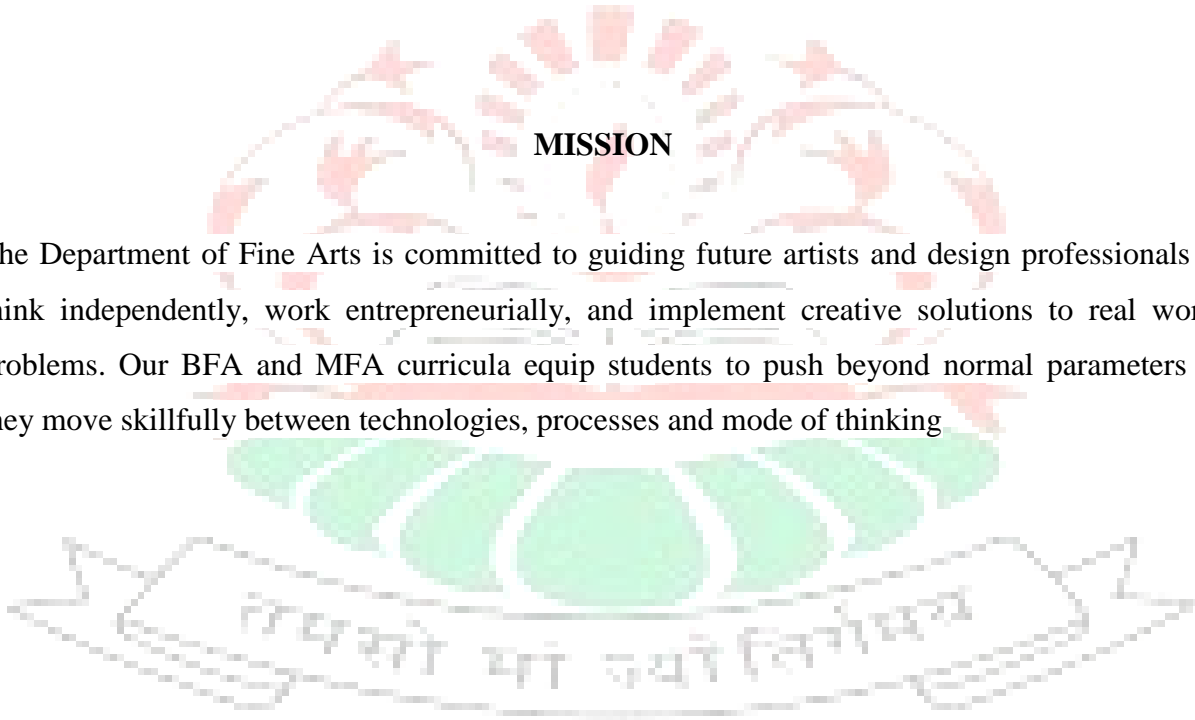 MISSION
he Department of Fine Arts is committed to guiding future artists and design professionals
hink independently, work entrepreneurially, and implement creative solutions to real wor
roblems. Our BFA and MFA curricula equip students to push beyond normal parameters
hey move skillfully between technologies, processes and mode of thinking